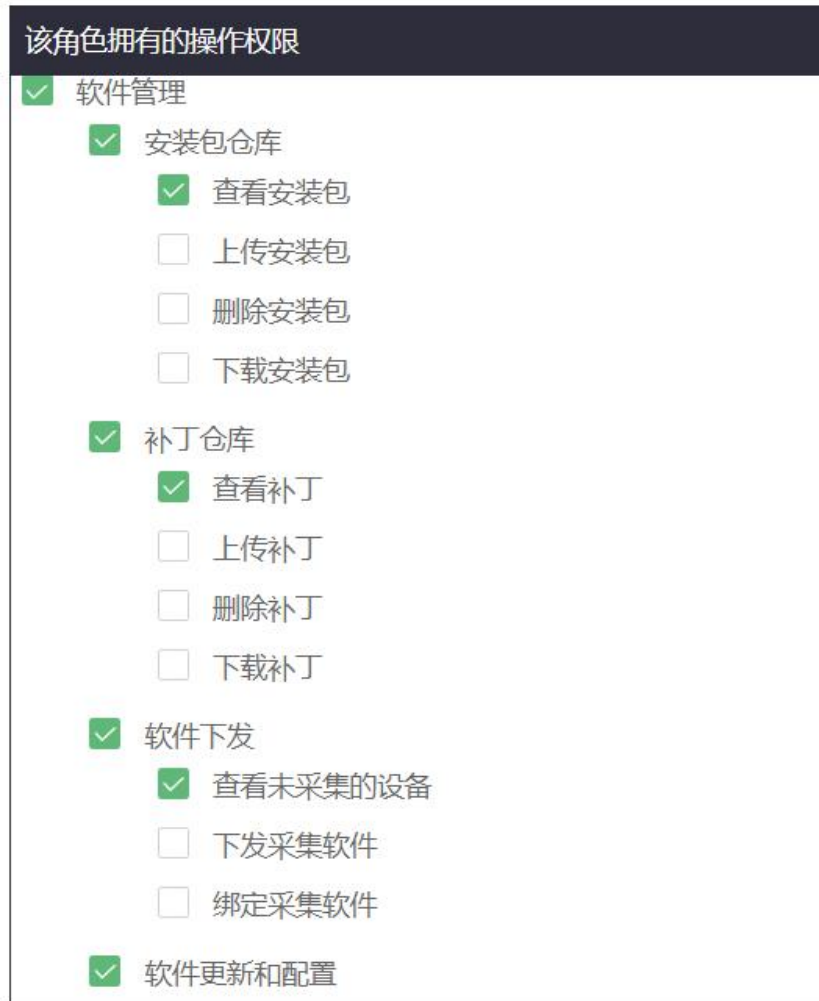 该角色拥有的操作权限
软件管理
安装包仓库
查看安装包
上传安装包
删除安装包
下载安装包
补丁仓库
查看补丁
上传补丁
删除补丁
下载补丁
软件下发
查看未采集的设备
下发采集软件
绑定采集软件
软件更新和配置